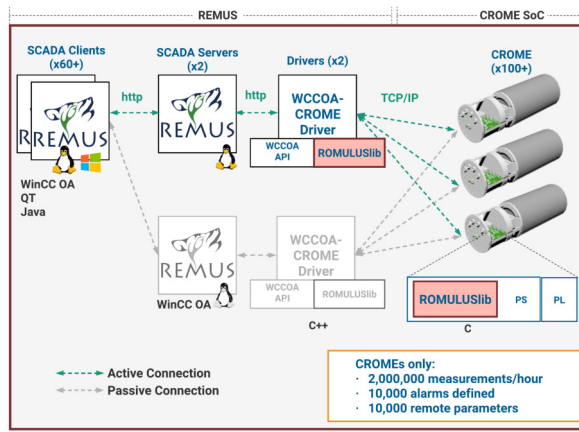 REMUS
CROME SoC
SCADA Clients
(x60+)
SCADA Servers
(x2)
Drivers (x2)
CROME
(x100+)
R
REMUS
http
REMUS
http
WCCOA-
CROME
Driver
WCCOA
API
ROMULUSlib
TCP/IP
WinCC OA
QT
Java
REMUS
WinCC OA
WCCOA-
CROME
Driver
WCCOA
API
ROMULUSlib
C++
ROMULUSlib
PS
PL
C
Active Connection
Passive Connection
CROMEs only:
· 2,000,000 measurements/hour
· 10,000 alarms defined
· 10,000 remote parameters